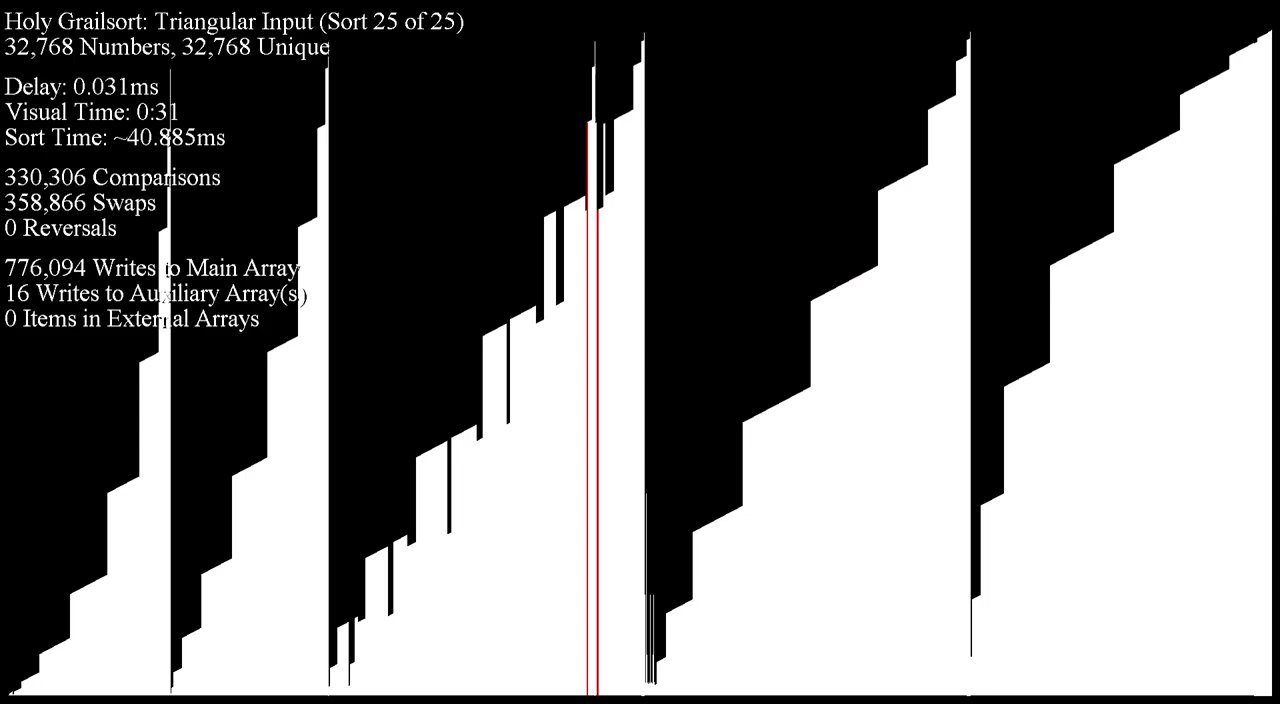 Holy Grailsort: Triangular Input (Sort 25 of 25)
32,768 Numbers, 32,768 Unique
Delay: 0.031ms
Visual Time: 0:31
Sort Time: ~40.885ms
330,306 Comparisons
358,866 Swaps
0 Reversals
776,094 Writes to Main Array
16 Writes to Auxiliary Array(s)
0 Items in External Arrays